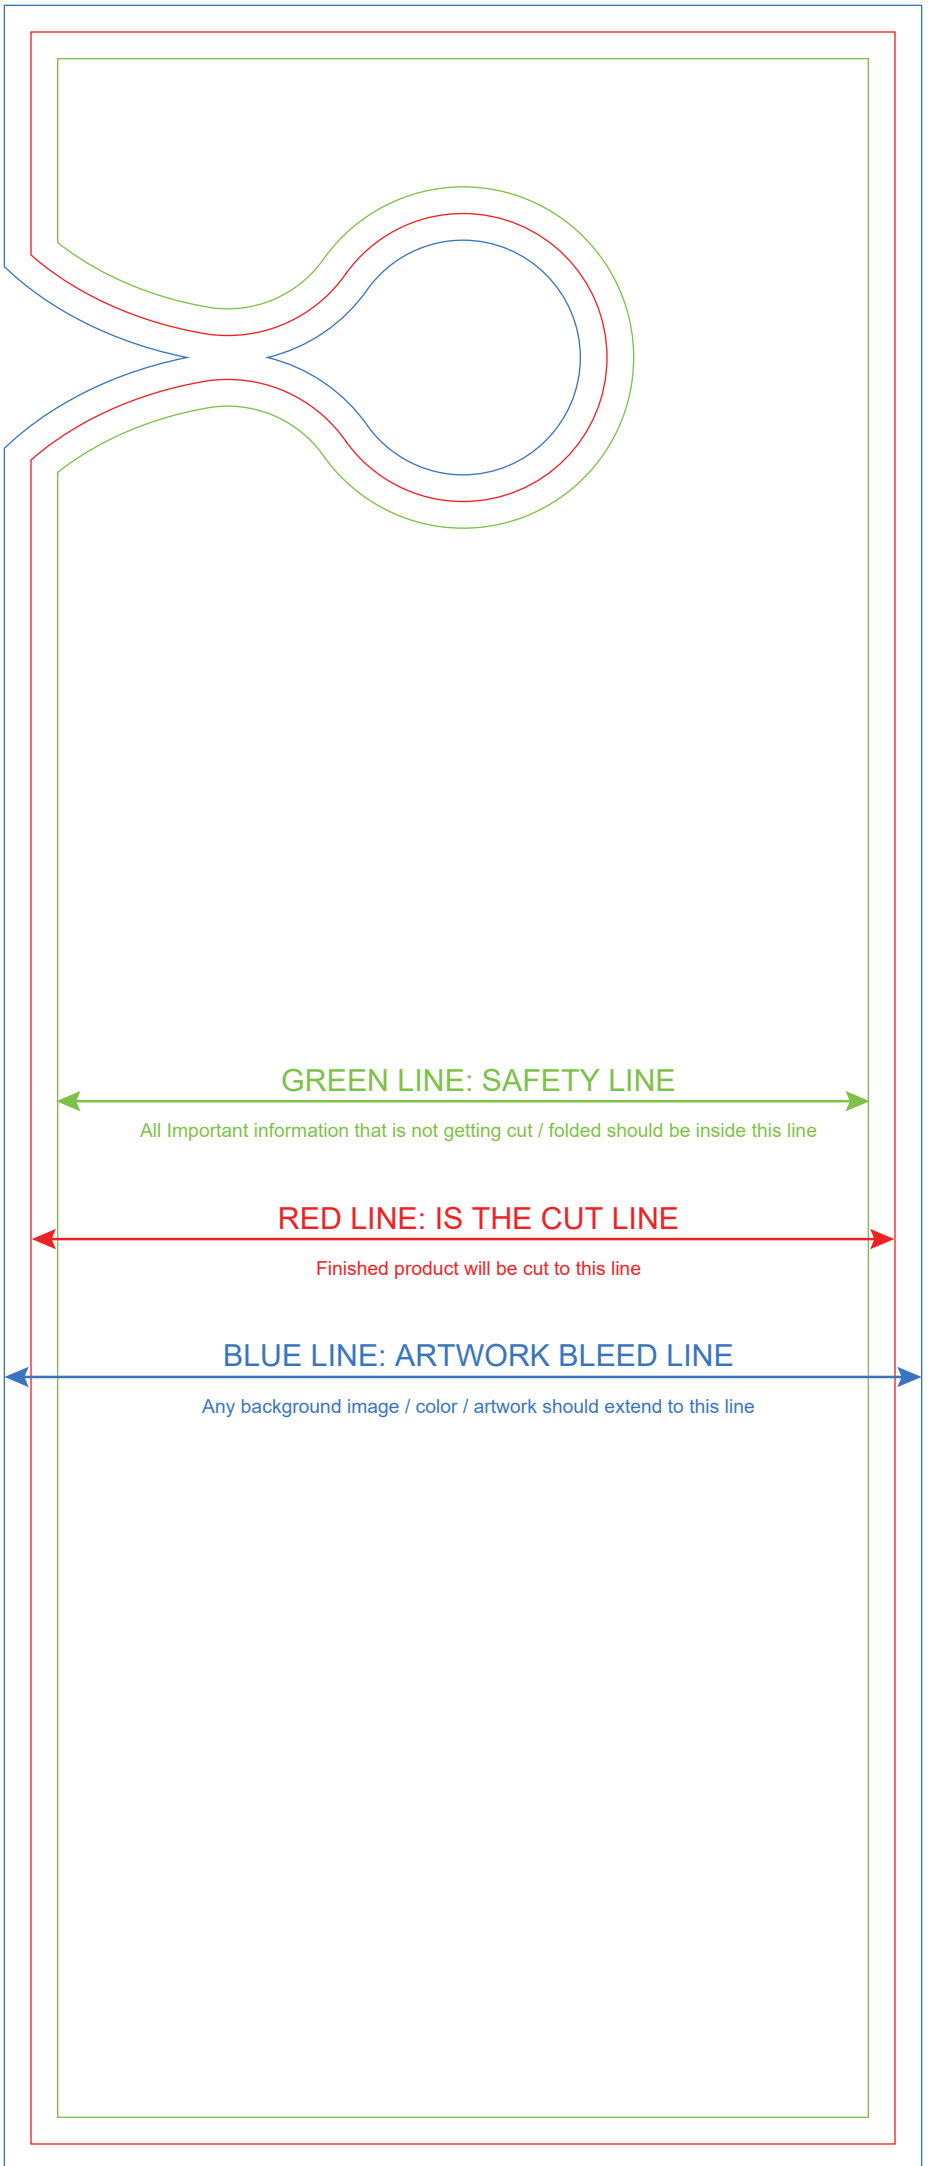 GREEN LINE: SAFETY LINE
All Important information that is not getting cut / folded should be inside this line
RED LINE: IS THE CUT LINE
Finished product will be cut to this line
BLUE LINE: ARTWORK BLEED LINE
Any background image / color / artwork should extend to this line